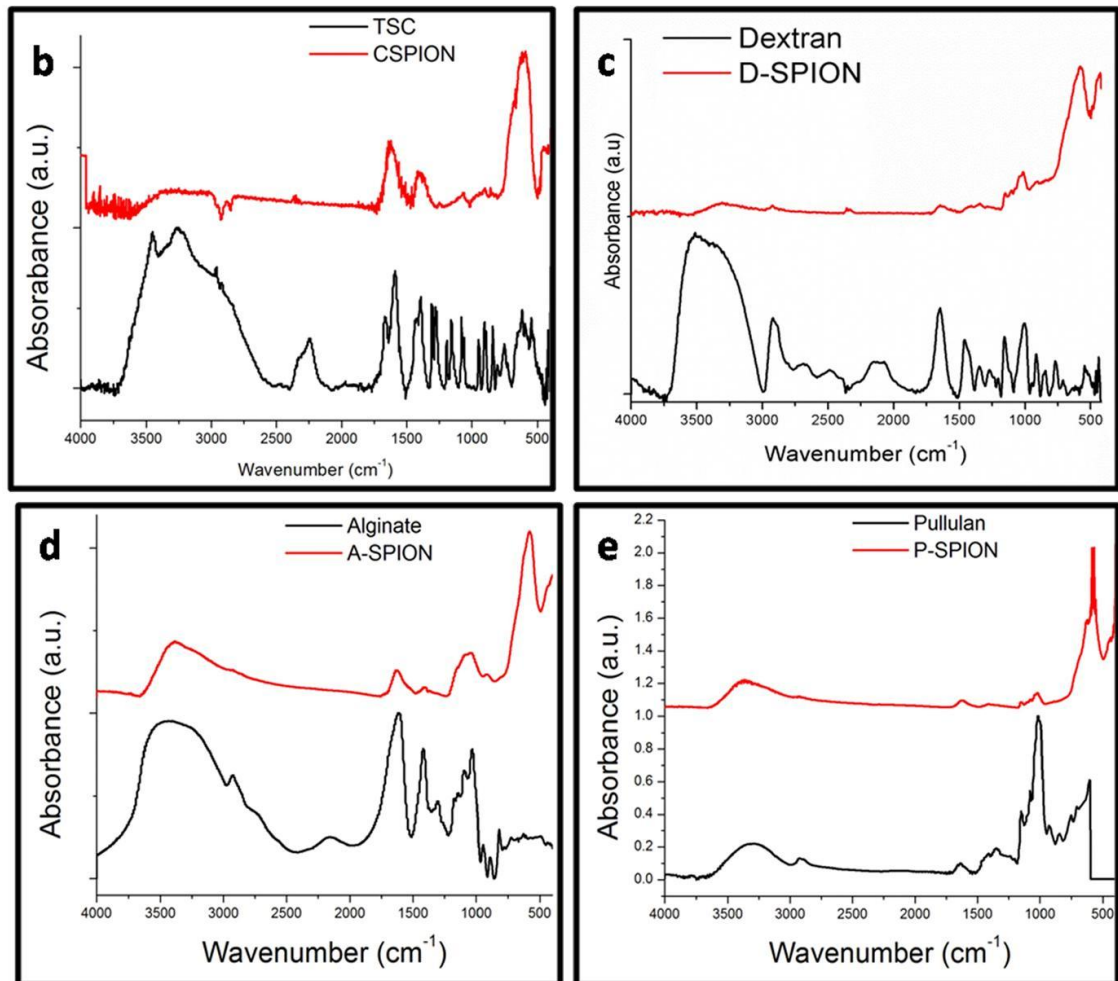 b
TSC
CSPION
Absorabance (a.u.)
4000 3500 3000 2500 2000 1500 1000 500
Wavenumber (cm⁻¹)
c
Dextran
D-SPION
Absorbance (a.u)
4000 3500 3000 2500 2000 1500 1000 500
Wavenumber (cm⁻¹)
d
Alginate
A-SPION
Absorbance (a.u.)
4000 3500 3000 2500 2000 1500 1000 500
Wavenumber (cm⁻¹)
e
Pullulan
P-SPION
Absorbance (a.u.)
2.2
2.0
1.8
1.6
1.4
1.2
1.0
0.8
0.6
0.4
0.2
0.0
4000 3500 3000 2500 2000 1500 1000 500
Wavenumber (cm⁻¹)